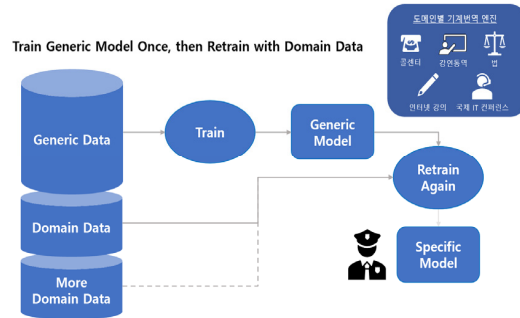 도메인별 기계번역 엔진
Train Generic Model Once, then Retrain with Domain Data
콜센터
강연통역
법
인터넷 강의
국제 IT 컨퍼런스
Generic Data
Train
Generic
Model
Retrain
Again
Domain Data
Specific
Model
More
Domain Data